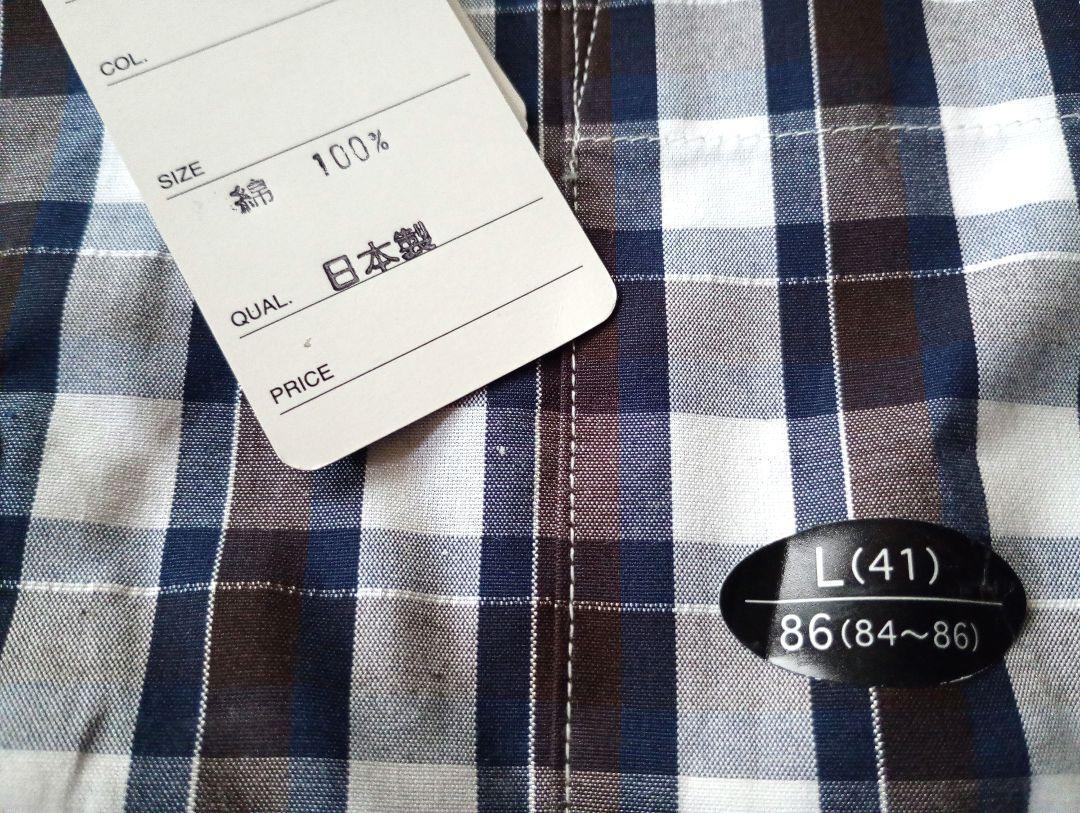 COL.
SIZE
綿 100%
日本製
QUAL.
PRICE
L(41)
86(84～86)